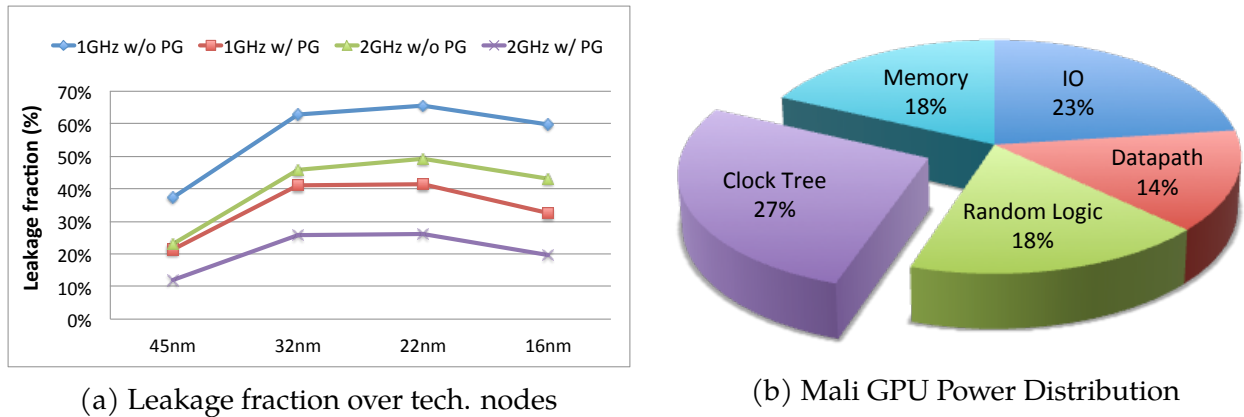 1GHz w/o PG 1GHz w/ PG 2GHz w/o PG 2GHz w/ PG
Leakage fraction (%)
70%
60%
50%
40%
30%
20%
10%
0%
45nm 32nm 22nm 16nm
(a) Leakage fraction over tech. nodes
Memory
18%
IO
23%
Datapath
14%
Random Logic
18%
Clock Tree
27%
(b) Mali GPU Power Distribution